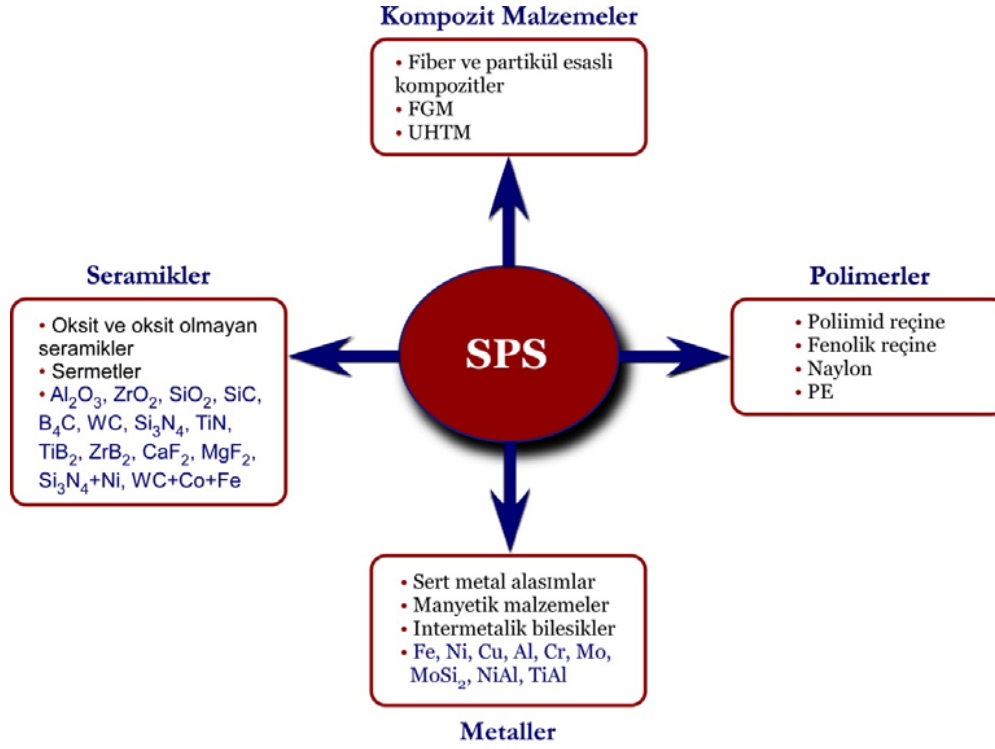 Kompozit Malzemeler
• Fiber ve partikül esasli
kompozitler
• FGM
• UHTM
Seramikler
• Oksit ve oksit olmayan
seramikler
• Sermetler
• Al₂O₃, ZrO₂, SiO₂, SiC,
B₄C, WC, Si₃N₄, TiN,
TiB₂, ZrB₂, CaF₂, MgF₂,
Si₃N₄+Ni, WC+Co+Fe
SPS
Polimerler
• Poliimid reçine
• Fenolik reçine
• Naylon
• PE
• Sert metal alasımlar
• Manyetik malzemeler
• Intermetalik bilesikler
• Fe, Ni, Cu, Al, Cr, Mo,
MoSi₂, NiAl, TiAl
Metaller